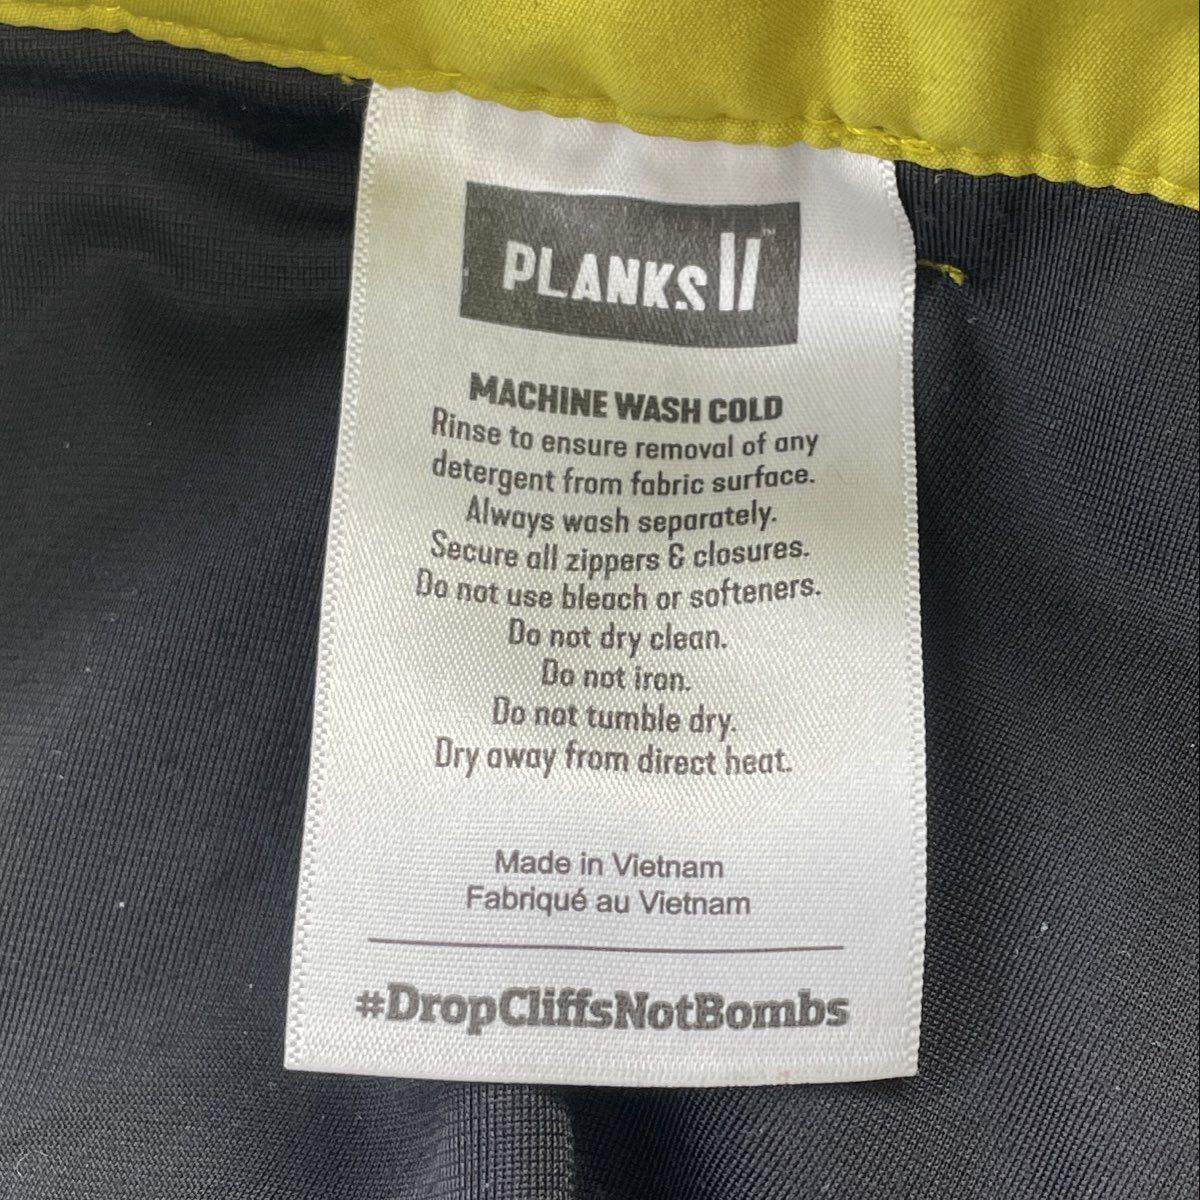 PLANKS
MACHINE WASH COLD
Rinse to ensure removal of any
detergent from fabric surface.
Always wash separately.
Secure all zippers & closures.
Do not use bleach or softeners.
Do not dry clean.
Do not iron.
Do not tumble dry.
Dry away from direct heat.
Made in Vietnam
Fabriqué au Vietnam
#DropCliffsNotBombs